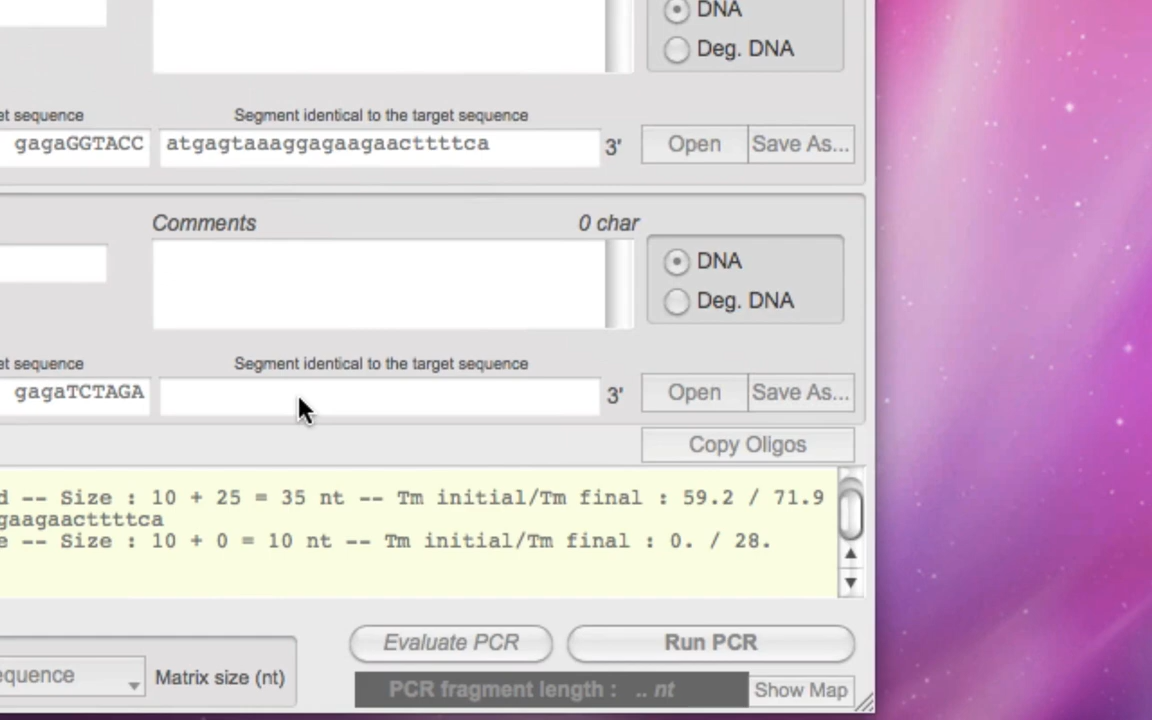 DNA
Deg. DNA
et sequence Segment identical to the target sequence
gagaGGTACC atgagtaaaggagaagaacttttca 3' Open Save As...
Comments 0 char
DNA
Deg. DNA
et sequence Segment identical to the target sequence
gagaTCTAGA 3' Open Save As...
Copy Oligos
d -- Size : 10 + 25 = 35 nt -- Tm initial/Tm final : 59.2 / 71.9
gaagaacttttca
e -- Size : 10 + 0 = 10 nt -- Tm initial/Tm final : 0. / 28.
Evaluate PCR Run PCR
equence Matrix size (nt)
PCR fragment length : .. nt Show Map